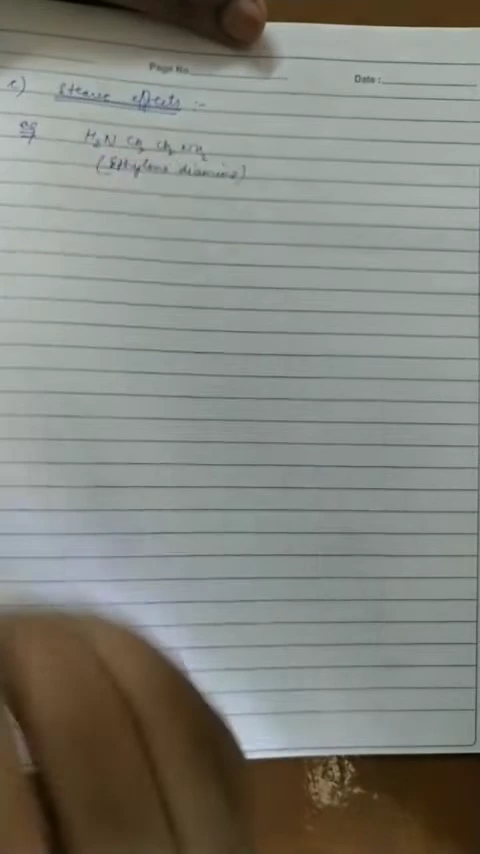 Page No.
Date :
c) Steric effects :-
eg H2N CH2 CH2 NH2
(Ethylene diamine)